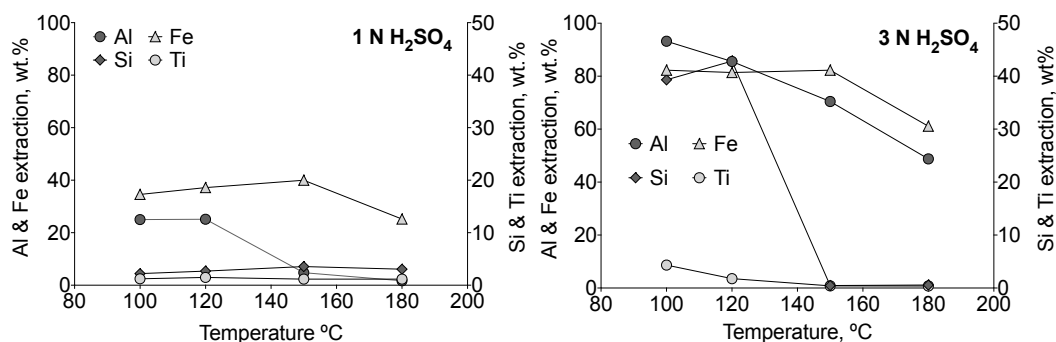 1 N H₂SO₄
Al & Fe extraction, wt.%
100
80
60
40
20
0
Al
Fe
Si
Ti
50
40
30
20
10
0
Si & Ti extraction, wt.%
80 100 120 140 160 180 200
Temperature ºC
3 N H₂SO₄
Al & Fe extraction, wt.%
100
80
60
40
20
0
Al
Fe
Si
Ti
50
40
30
20
10
0
Si & Ti extraction, wt%
80 100 120 140 160 180 200
Temperature, ºC